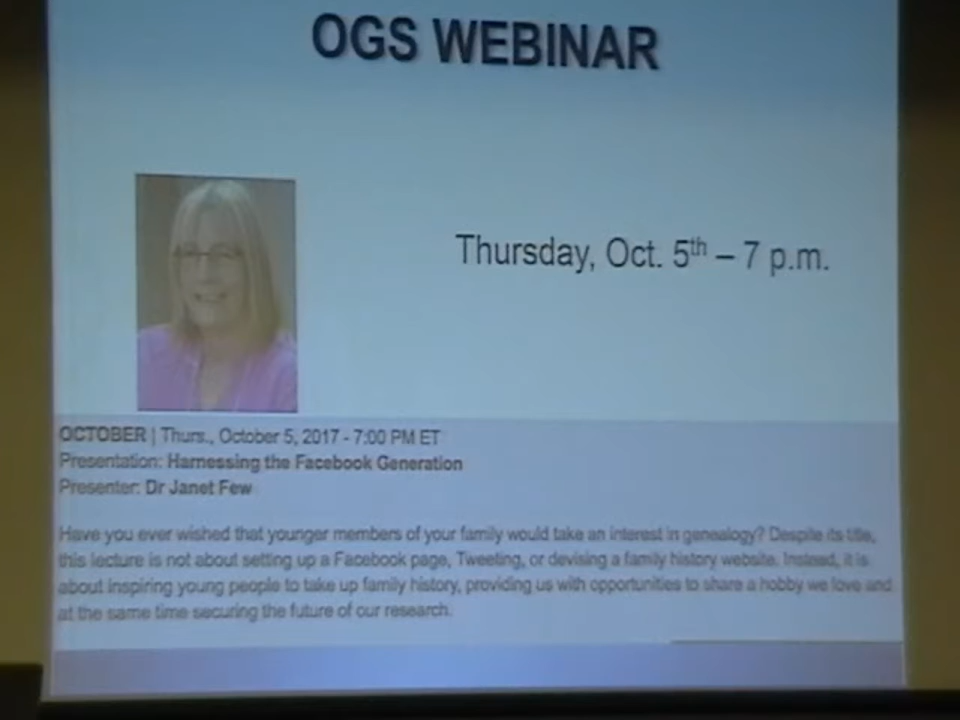 OGS WEBINAR
Thursday, Oct. 5th – 7 p.m.
OCTOBER | Thurs., October 5, 2017 - 7:00 PM ET
Presentation: Harnessing the Facebook Generation
Presenter: Dr Janet Few
Have you ever wished that younger members of your family would take an interest in genealogy? Despite its title,
this lecture is not about setting up a Facebook page, Tweeting, or devising a family history website. Instead, it is
about inspiring young people to take up family history, providing us with opportunities to share a hobby we love and
at the same time securing the future of our research.